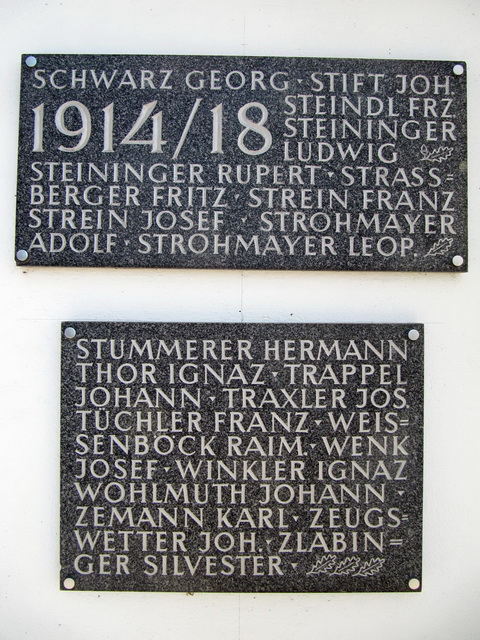 SCHWARZ GEORG · STIFT JOH.
1914/18
STEINDL FRZ
STEININGER
LUDWIG
STEININGER RUPERT · STRASS=
BERGER FRITZ · STREIN FRANZ
STREIN JOSEF · STROHMAYER
ADOLF · STROHMAYER LEOP.
STUMMERER HERMANN
THOR IGNAZ · TRAPPEL
JOHANN · TRAXLER JOS
TÜCHLER FRANZ · WEIS=
SENBÖCK RAIM. · WENK
JOSEF · WINKLER IGNAZ
WOHLMUTH JOHANN ·
ZEMANN KARL · ZEUGS=
WETTER JOH. · ZLABIN=
GER SILVESTER ·